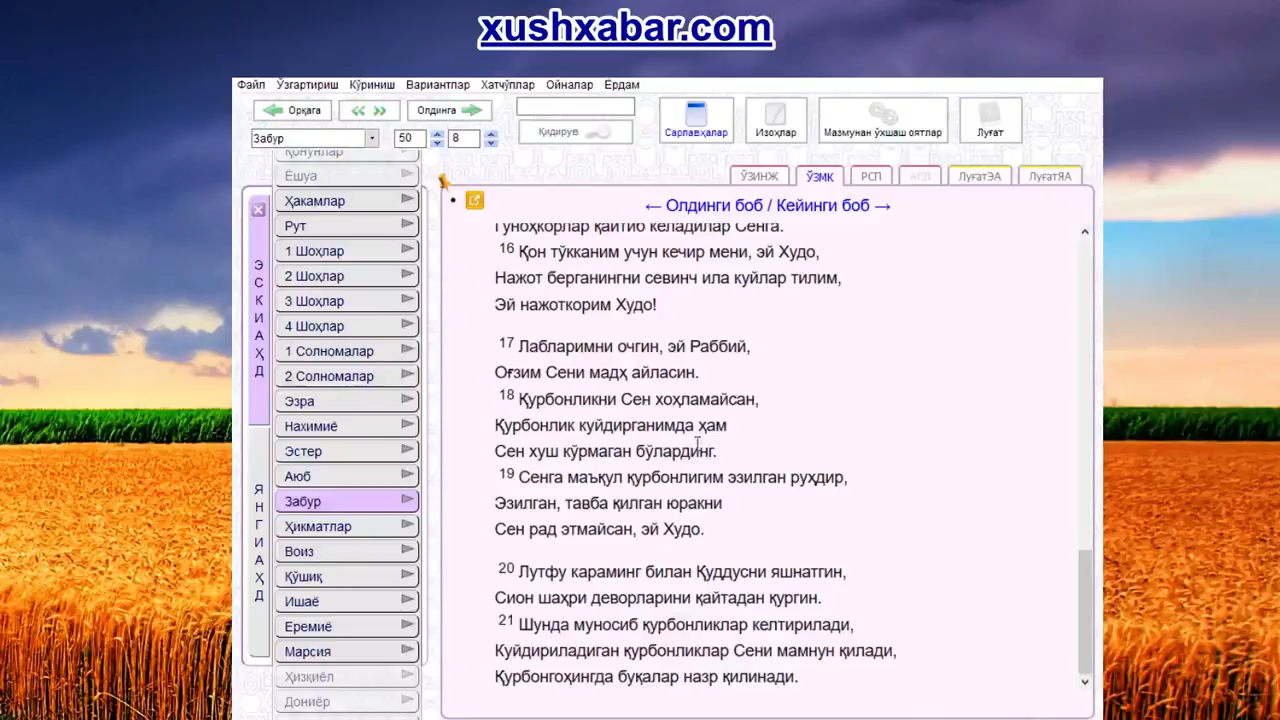 xushxabar.com
Файл Ўзгартириш Кўриниш Вариантлар Хатчўплар Ойналар Ёрдам
Орқага Олдинга
Қидирув
Сарлавҳалар Изоҳлар Мазмунан ўхшаш оятлар Луғат
Забур 50 8
ЎЗИНЖ ЎЗМК РСП АСЛ ЛуғатЭА ЛуғатЯА
← Олдинги боб / Кейинги боб →
ЭСКИ АҲД
ЯНГИ АҲД
Қонунлар
Ёшуа
Ҳакамлар
Рут
1 Шоҳлар
2 Шоҳлар
3 Шоҳлар
4 Шоҳлар
1 Солномалар
2 Солномалар
Эзра
Нахимиё
Эстер
Аюб
Забур
Ҳикматлар
Воиз
Қўшиқ
Ишаё
Еремиё
Марсия
Ҳизқиёл
Дониёр
Гуноҳкорлар қайтиб келадилар Сенга.
16 Қон тўкканим учун кечир мени, эй Худо,
Нажот берганингни севинч ила куйлар тилим,
Эй нажоткорим Худо!
17 Лабларимни очгин, эй Раббий,
Оғзим Сени мадҳ айласин.
18 Қурбонликни Сен хоҳламайсан,
Қурбонлик куйдирганимда ҳам
Сен хуш кўрмаган бўлардинг.
19 Сенга маъқул қурбонлигим эзилган руҳдир,
Эзилган, тавба қилган юракни
Сен рад этмайсан, эй Худо.
20 Лутфу караминг билан Қуддусни яшнатгин,
Сион шаҳри деворларини қайтадан қургин.
21 Шунда муносиб қурбонликлар келтирилади,
Куйдириладиган қурбонликлар Сени мамнун қилади,
Қурбонгоҳингда буқалар назр қилинади.